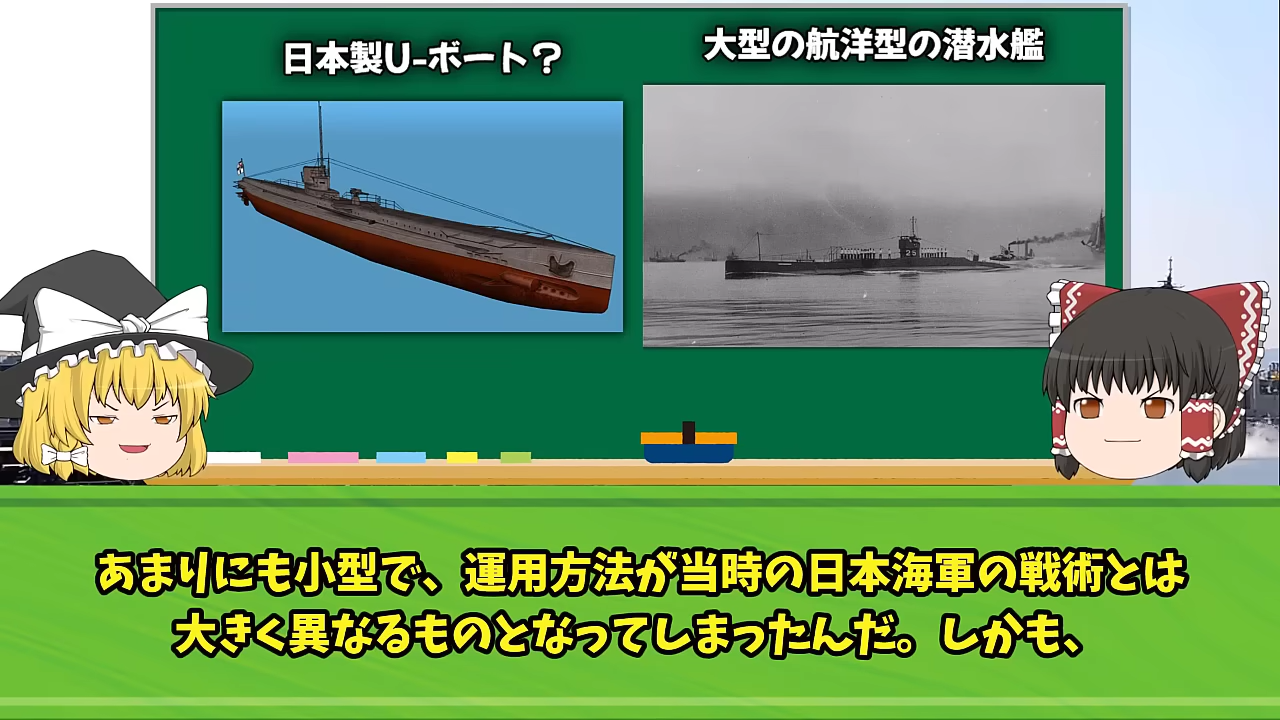 日本製U-ボート？
大型の航洋型の潜水艦
25
あまりにも小型で、運用方法が当時の日本海軍の戦術とは
大きく異なるものとなってしまったんだ。しかも、